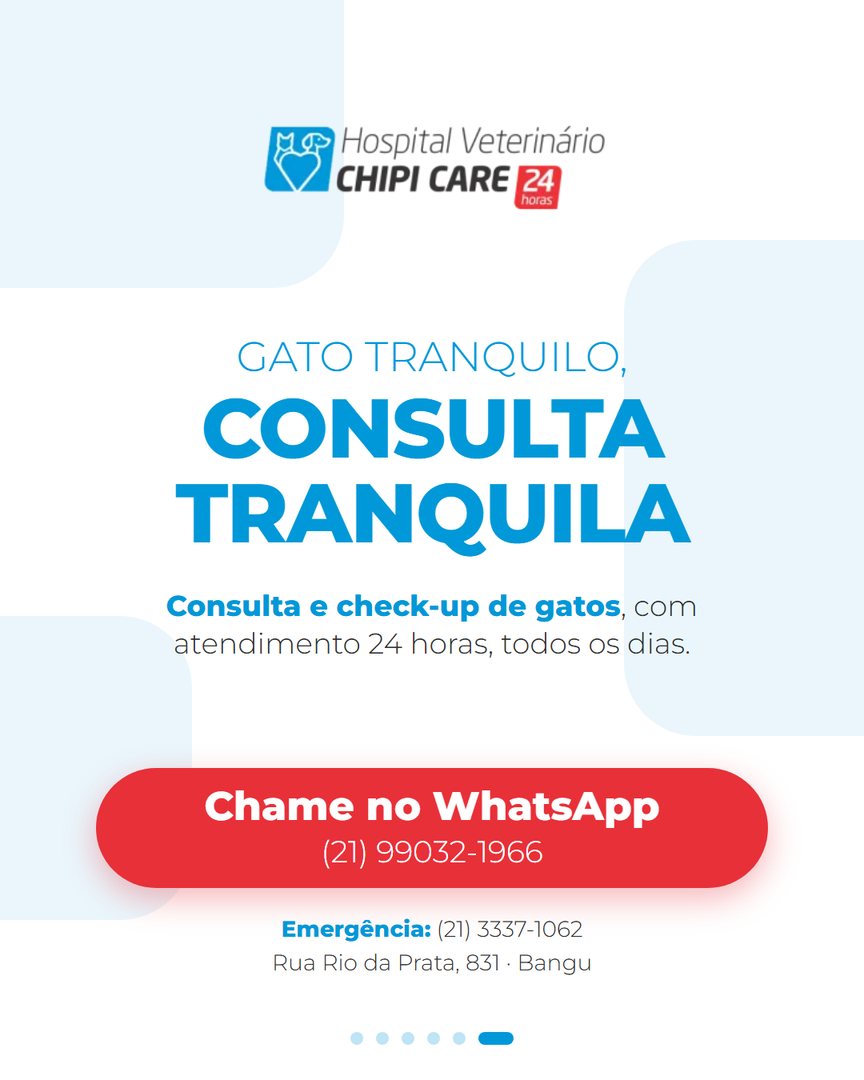 Hospital Veterinário
CHIPI CARE 24 horas
GATO TRANQUILO,
CONSULTA
TRANQUILA
Consulta e check-up de gatos, com
atendimento 24 horas, todos os dias.
Chame no WhatsApp
(21) 99032-1966
Emergência: (21) 3337-1062
Rua Rio da Prata, 831 · Bangu